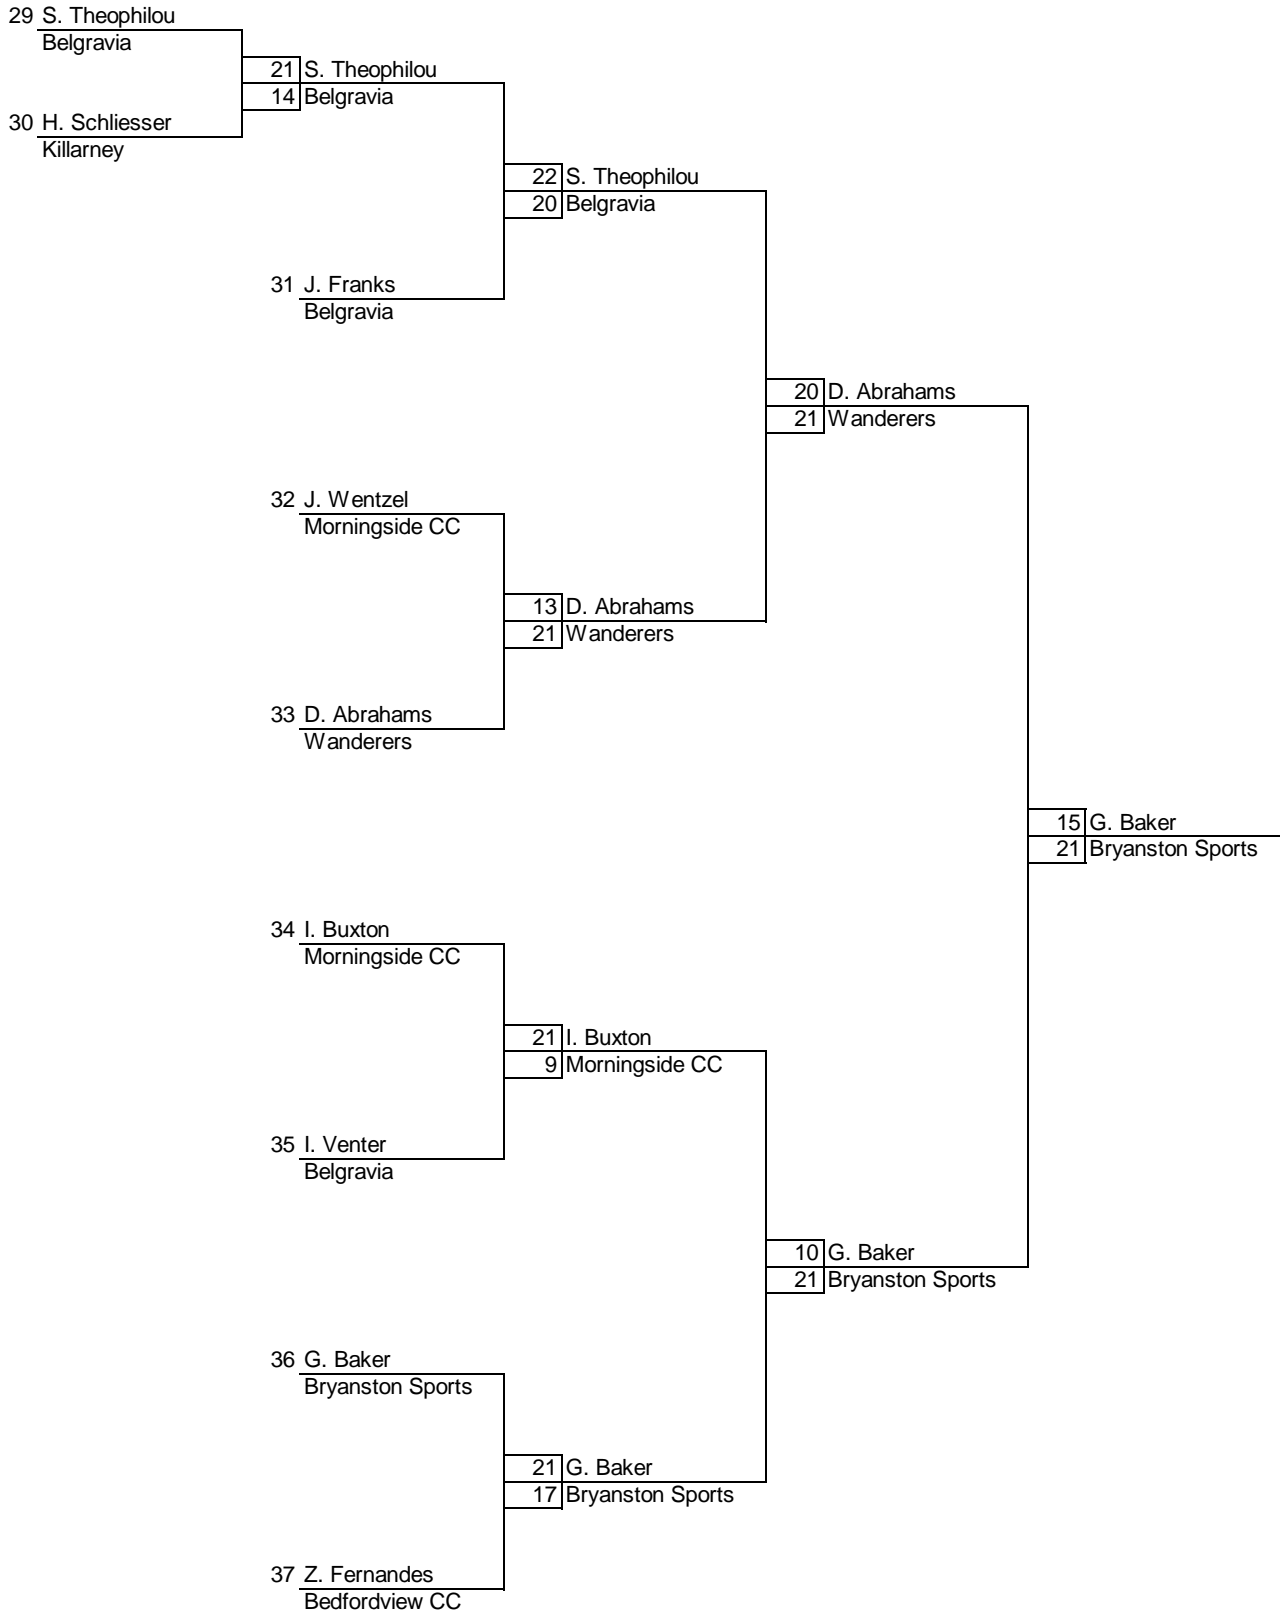 29 S. Theophilou
Belgravia
21 S. Theophilou
14 Belgravia
30 H. Schliesser
Killarney
22 S. Theophilou
20 Belgravia
31 J. Franks
Belgravia
20 D. Abrahams
21 Wanderers
32 J. Wentzel
Morningside CC
13 D. Abrahams
21 Wanderers
33 D. Abrahams
Wanderers
15 G. Baker
21 Bryanston Sports
34 I. Buxton
Morningside CC
21 I. Buxton
9 Morningside CC
35 I. Venter
Belgravia
10 G. Baker
21 Bryanston Sports
36 G. Baker
Bryanston Sports
21 G. Baker
17 Bryanston Sports
37 Z. Fernandes
Bedfordview CC